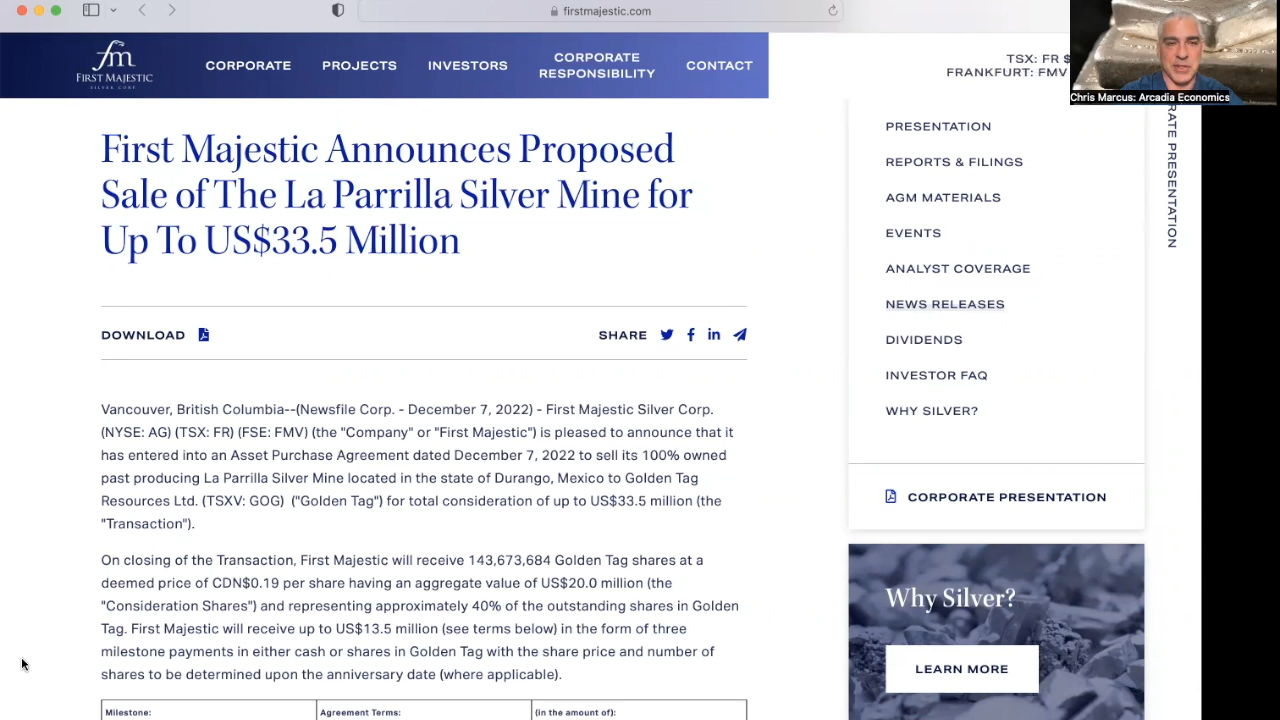 firstmajestic.com
fm
FIRST MAJESTIC
SILVER CORP.
CORPORATE
PROJECTS
INVESTORS
CORPORATE
RESPONSIBILITY
CONTACT
TSX: FR $
FRANKFURT: FMV
Chris Marcus: Arcadia Economics
First Majestic Announces Proposed
Sale of The La Parrilla Silver Mine for
Up To US$33.5 Million
DOWNLOAD
SHARE
Vancouver, British Columbia--(Newsfile Corp. - December 7, 2022) - First Majestic Silver Corp.
(NYSE: AG) (TSX: FR) (FSE: FMV) (the "Company" or "First Majestic") is pleased to announce that it
has entered into an Asset Purchase Agreement dated December 7, 2022 to sell its 100% owned
past producing La Parrilla Silver Mine located in the state of Durango, Mexico to Golden Tag
Resources Ltd. (TSXV: GOG) ("Golden Tag") for total consideration of up to US$33.5 million (the
"Transaction").
On closing of the Transaction, First Majestic will receive 143,673,684 Golden Tag shares at a
deemed price of CDN$0.19 per share having an aggregate value of US$20.0 million (the
"Consideration Shares") and representing approximately 40% of the outstanding shares in Golden
Tag. First Majestic will receive up to US$13.5 million (see terms below) in the form of three
milestone payments in either cash or shares in Golden Tag with the share price and number of
shares to be determined upon the anniversary date (where applicable).
Milestone:
Agreement Terms:
(in the amount of):
PRESENTATION
REPORTS & FILINGS
AGM MATERIALS
EVENTS
ANALYST COVERAGE
NEWS RELEASES
DIVIDENDS
INVESTOR FAQ
WHY SILVER?
CORPORATE PRESENTATION
Why Silver?
LEARN MORE
RATE PRESENTATION